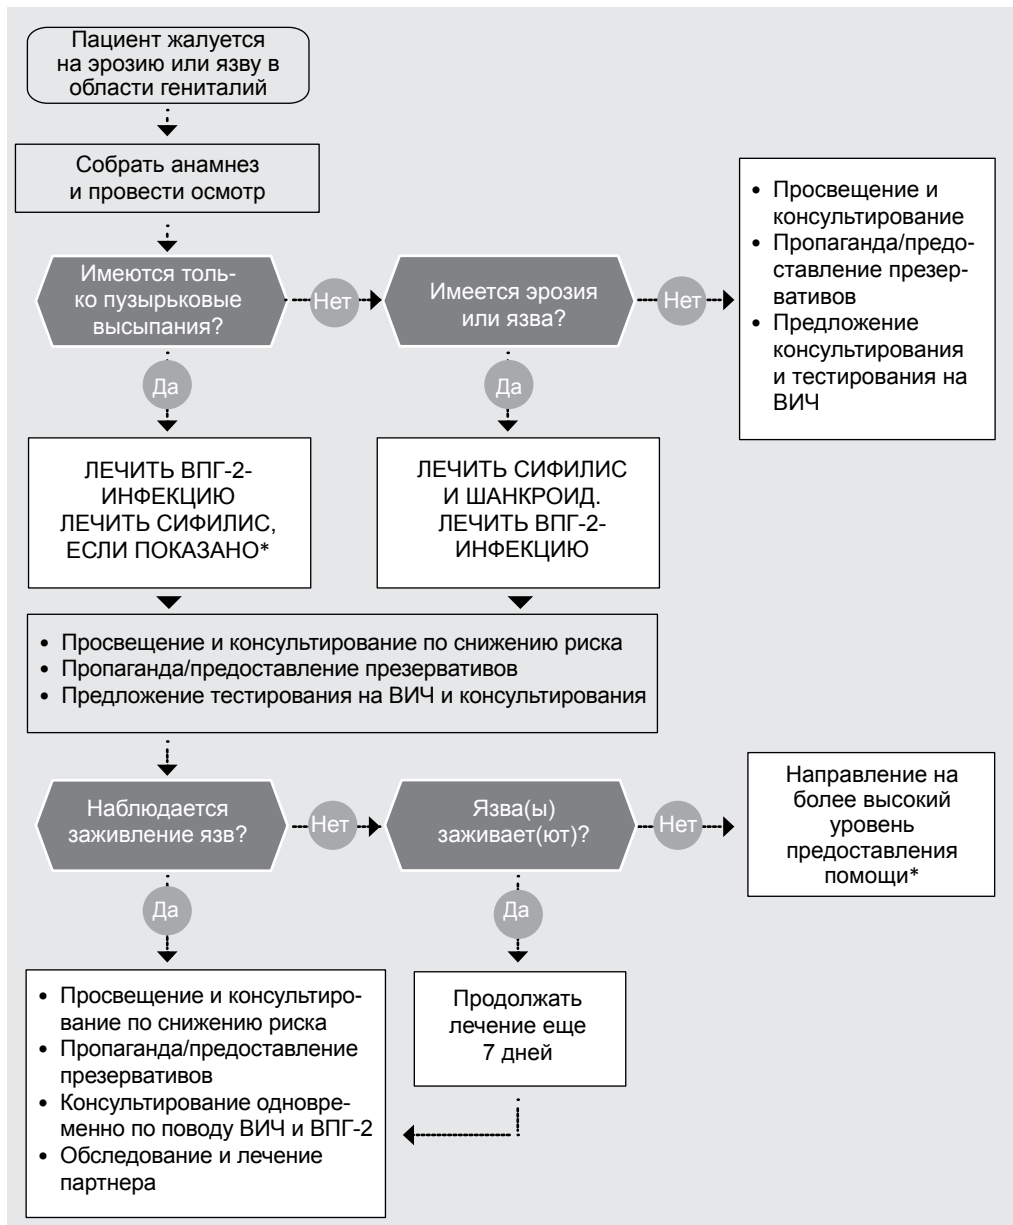 Пациент жалуется
на эрозию или язву в
области гениталий
Собрать анамнез
и провести осмотр
Имеются толь-
ко пузырьковые
высыпания?
Нет
Имеется эрозия
или язва?
Нет
• Просвещение и
консультирование
• Пропаганда/предо-
ставление презер-
вативов
• Предложение
консультирования
и тестирования на
ВИЧ
Да
Да
ЛЕЧИТЬ ВПГ-2-
ИНФЕКЦИЮ
ЛЕЧИТЬ СИФИЛИС,
ЕСЛИ ПОКАЗАНО*
ЛЕЧИТЬ СИФИЛИС
И ШАНКРОИД.
ЛЕЧИТЬ ВПГ-2-
ИНФЕКЦИЮ
• Просвещение и консультирование по снижению риска
• Пропаганда/предоставление презервативов
• Предложение тестирования на ВИЧ и консультирования
Наблюдается
заживление язв?
Нет
Язва(ы)
заживает(ют)?
Нет
Направление на
более высокий
уровень
предоставления
помощи*
Да
Да
• Просвещение и консультиро-
вание по снижению риска
• Пропаганда/предоставление
презервативов
• Консультирование одновре-
менно по поводу ВИЧ и ВПГ-2
• Обследование и лечение
партнера
Продолжать
лечение еще
7 дней